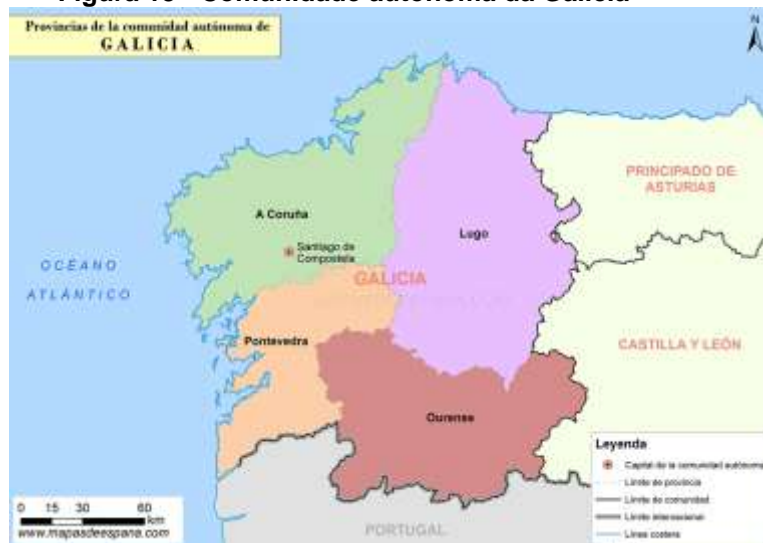 Figura 10 - Comunidade autônoma da Galicia
Provincias de la comunidad autónoma de
GALICIA
N
PRINCIPADO DE
ASTURIAS
A Coruña
Lugo
Santiago de
Compostela
OCÉANO
ATLÁNTICO
GALICIA
Pontevedra
CASTILLA Y LEÓN
Ourense
Leyenda
Capital de la comunidad autónoma
Límite de provincia
Límite de comunidad
Límite internacional
Línea costera
0 15 30 60
km
www.mapasdeespana.com
PORTUGAL